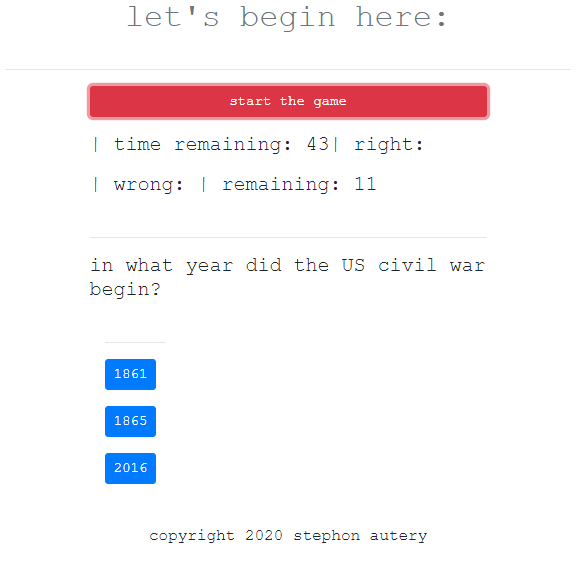 let's begin here:
start the game
| time remaining: 43| right:
| wrong: | remaining: 11
in what year did the US civil war
begin?
1861
1865
2016
copyright 2020 stephon autery